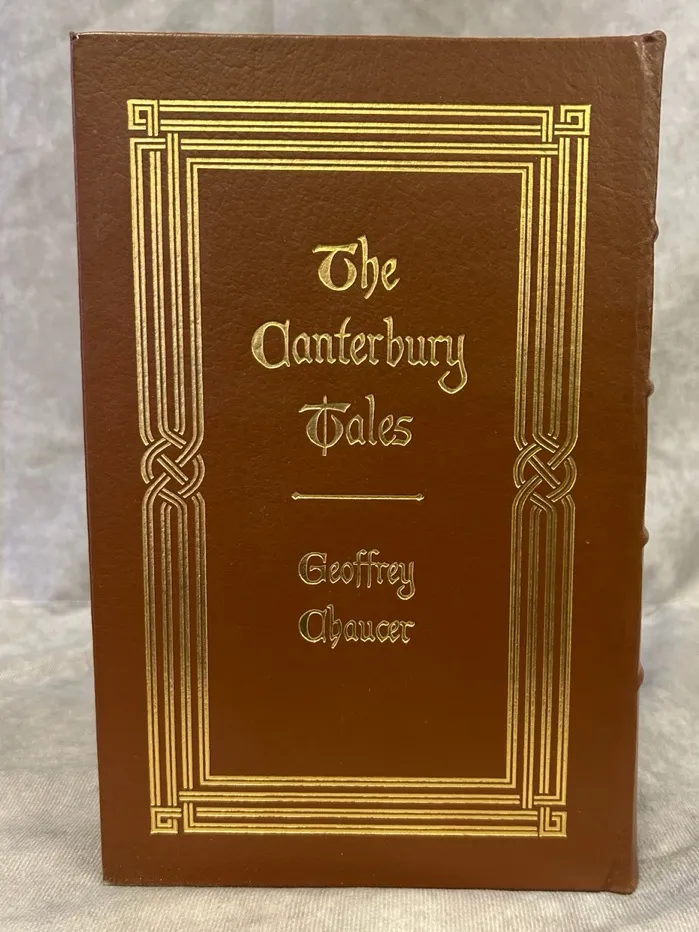 The
Canterbury
Tales
Geoffrey
Chaucer